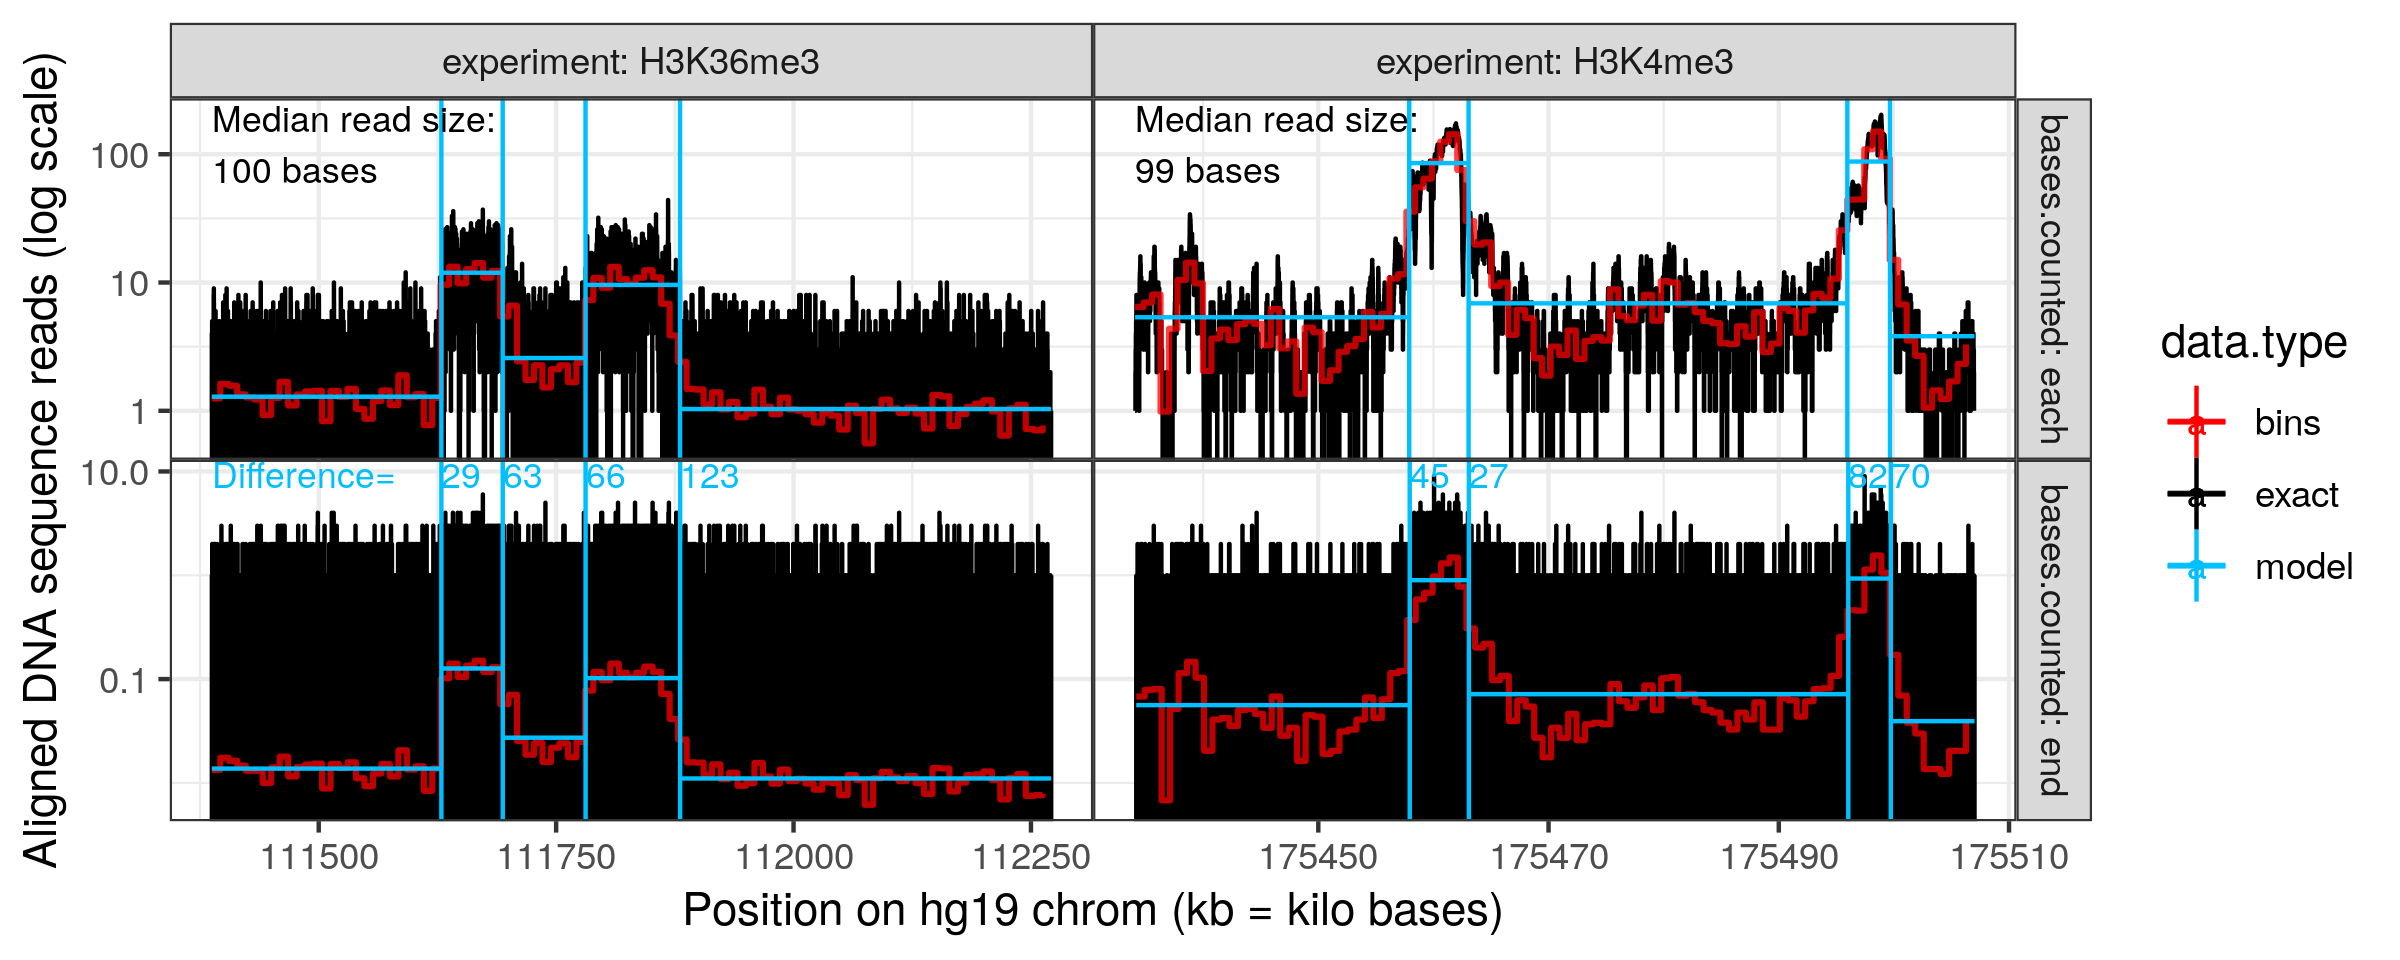 experiment: H3K36me3
experiment: H3K4me3
Aligned DNA sequence reads (log scale)
100
10
1
Median read size:
100 bases
Median read size:
99 bases
bases.counted: each
10.0
0.1
Difference=
29
63
66
123
45
27
82
70
bases.counted: end
111500
111750
112000
112250
175450
175470
175490
175510
Position on hg19 chrom (kb = kilo bases)
data.type
a
bins
a
exact
a
model